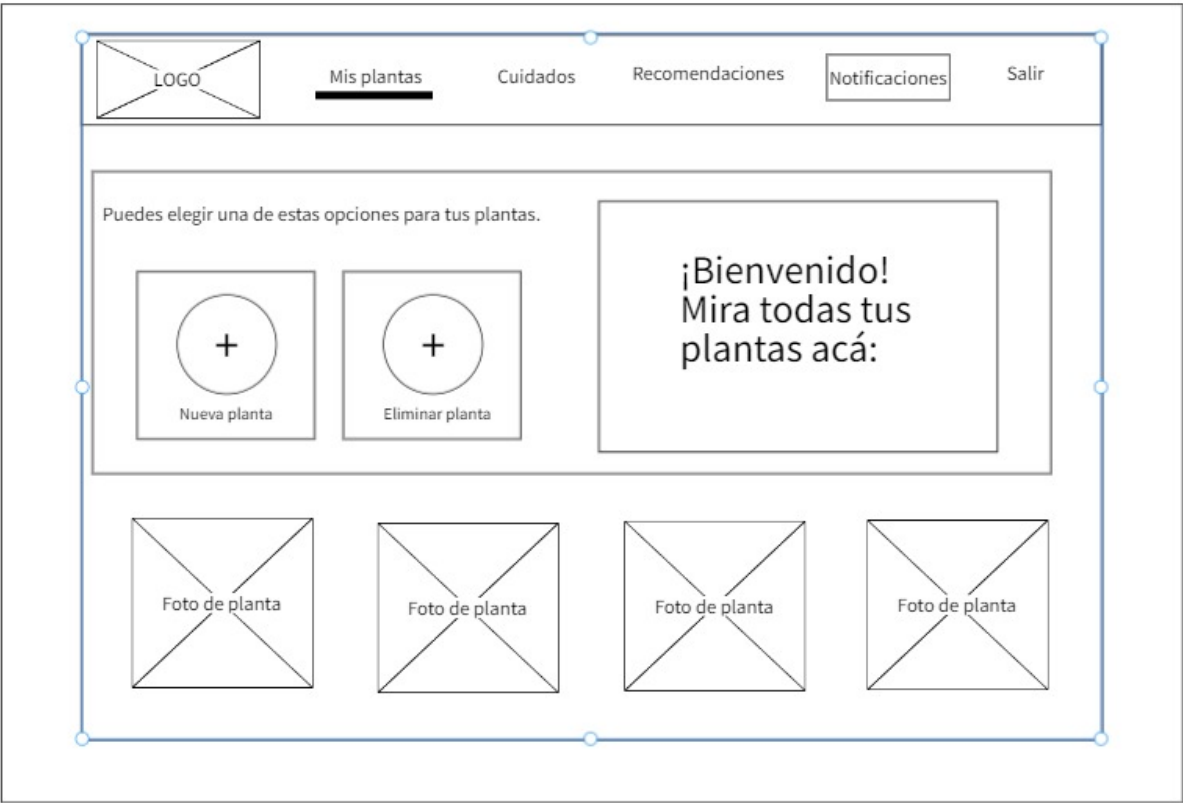 LOGO
Mis plantas
Cuidados
Recomendaciones
Notificaciones
Salir
Puedes elegir una de estas opciones para tus plantas.
+
Nueva planta
+
Eliminar planta
¡Bienvenido!
Mira todas tus
plantas acá:
Foto de planta
Foto de planta
Foto de planta
Foto de planta